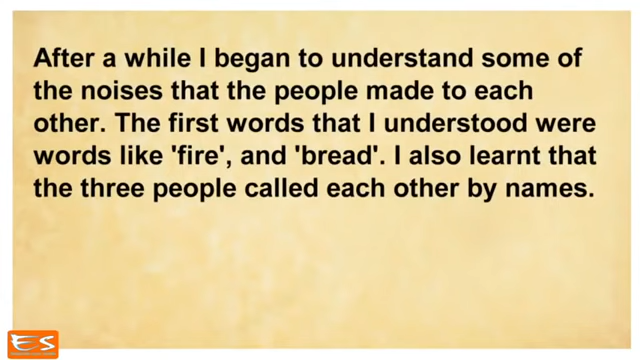 After a while I began to understand some of
the noises that the people made to each
other. The first words that I understood were
words like 'fire', and 'bread'. I also learnt that
the three people called each other by names.
ES